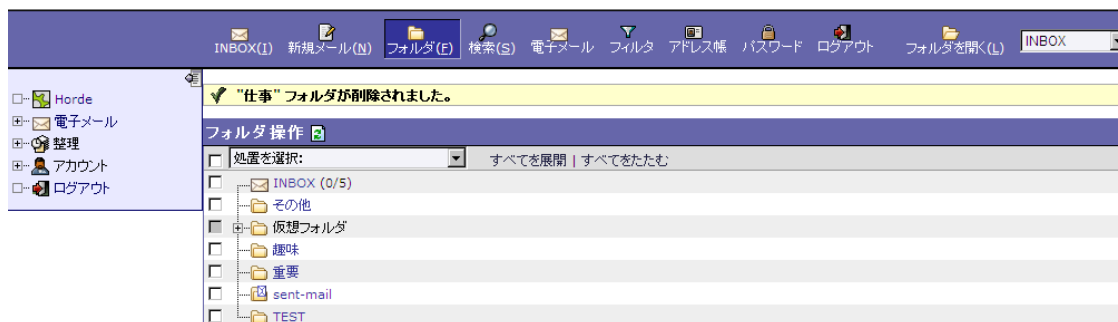 INBOX(I) 新規メール(N) フォルダ(F) 検索(S) 電子メール フィルタ アドレス帳 パスワード ログアウト フォルダを開く(L) INBOX
Horde
電子メール
整理
アカウント
ログアウト
"仕事" フォルダが削除されました。
フォルダ操作
処置を選択: すべてを展開 | すべてをたたむ
INBOX (0/5)
その他
仮想フォルダ
趣味
重要
sent-mail
TEST